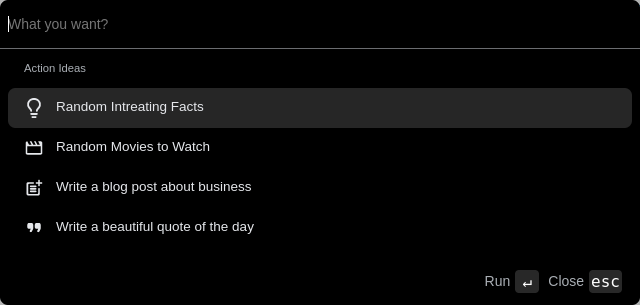 What you want?
Action Ideas
Random Intreating Facts
Random Movies to Watch
Write a blog post about business
Write a beautiful quote of the day
Run ↵ Close esc